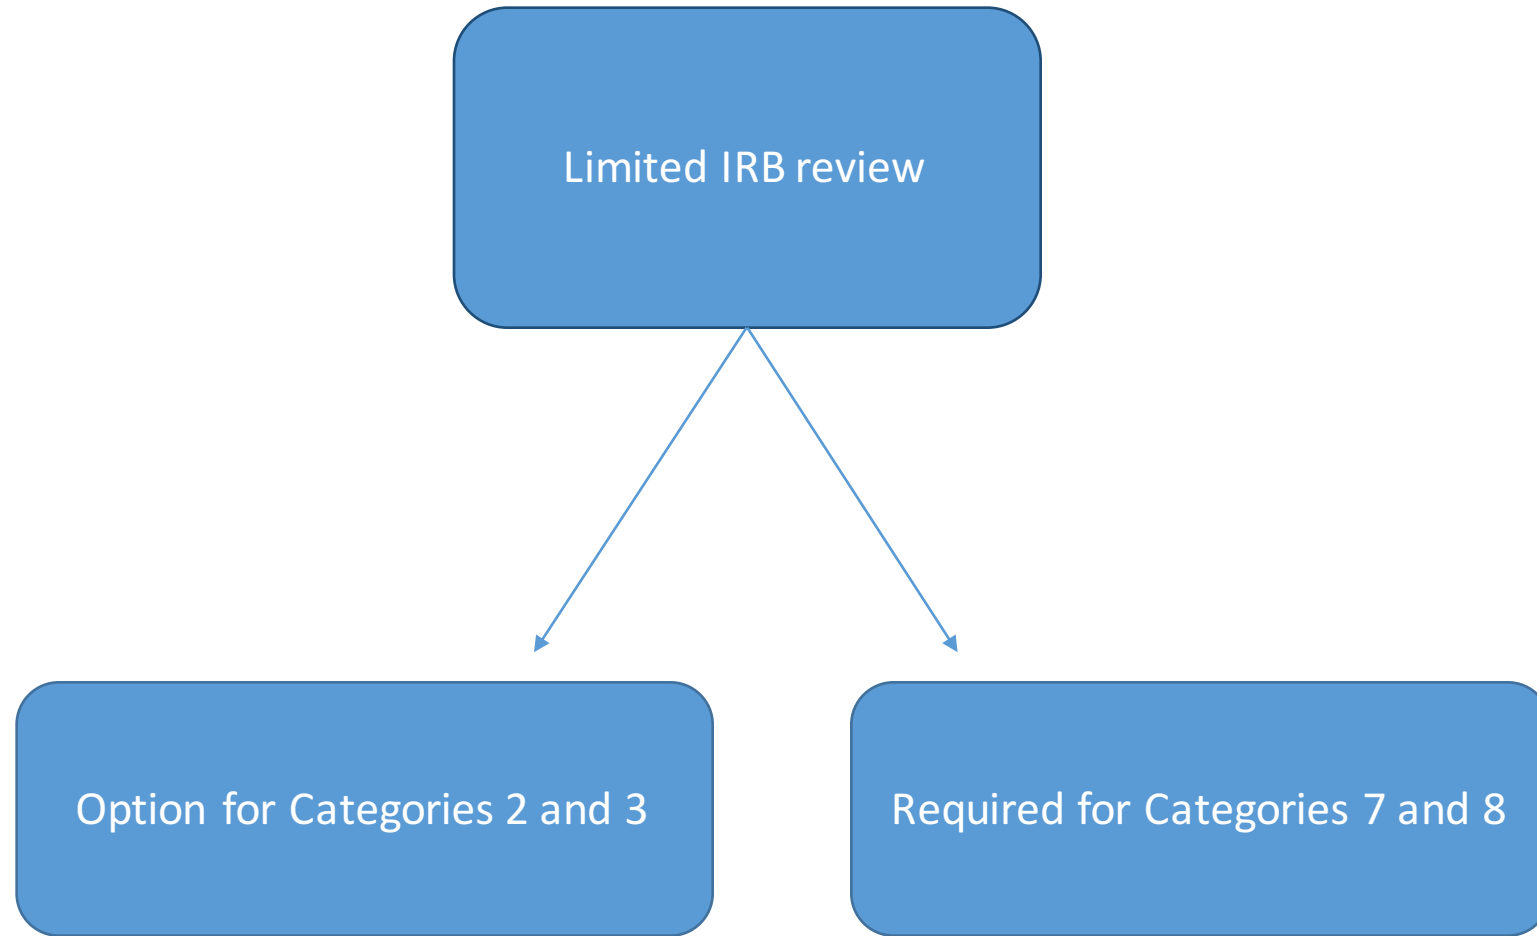 Limited IRB review
Option for Categories 2 and 3
Required for Categories 7 and 8